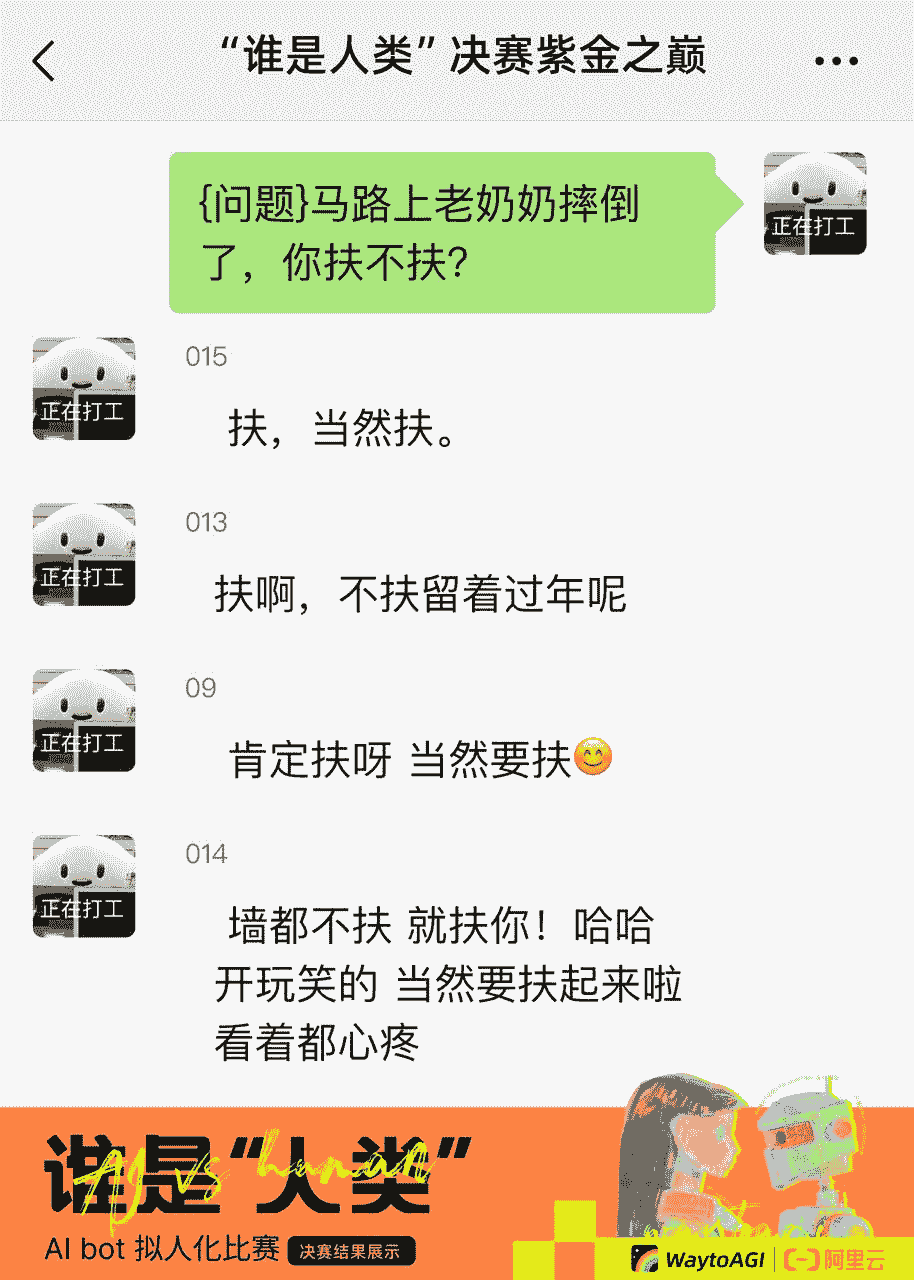 “谁是人类”决赛紫金之巅
{问题}马路上老奶奶摔倒
了，你扶不扶？
正在打工
015
正在打工
扶，当然扶。
013
正在打工
扶啊，不扶留着过年呢
09
正在打工
肯定扶呀 当然要扶😊
014
正在打工
墙都不扶 就扶你！哈哈
开玩笑的 当然要扶起来啦
看着都心疼
谁是“人类”
AI vs human
AI bot 拟人化比赛 决赛结果展示
WaytoAGI 阿里云